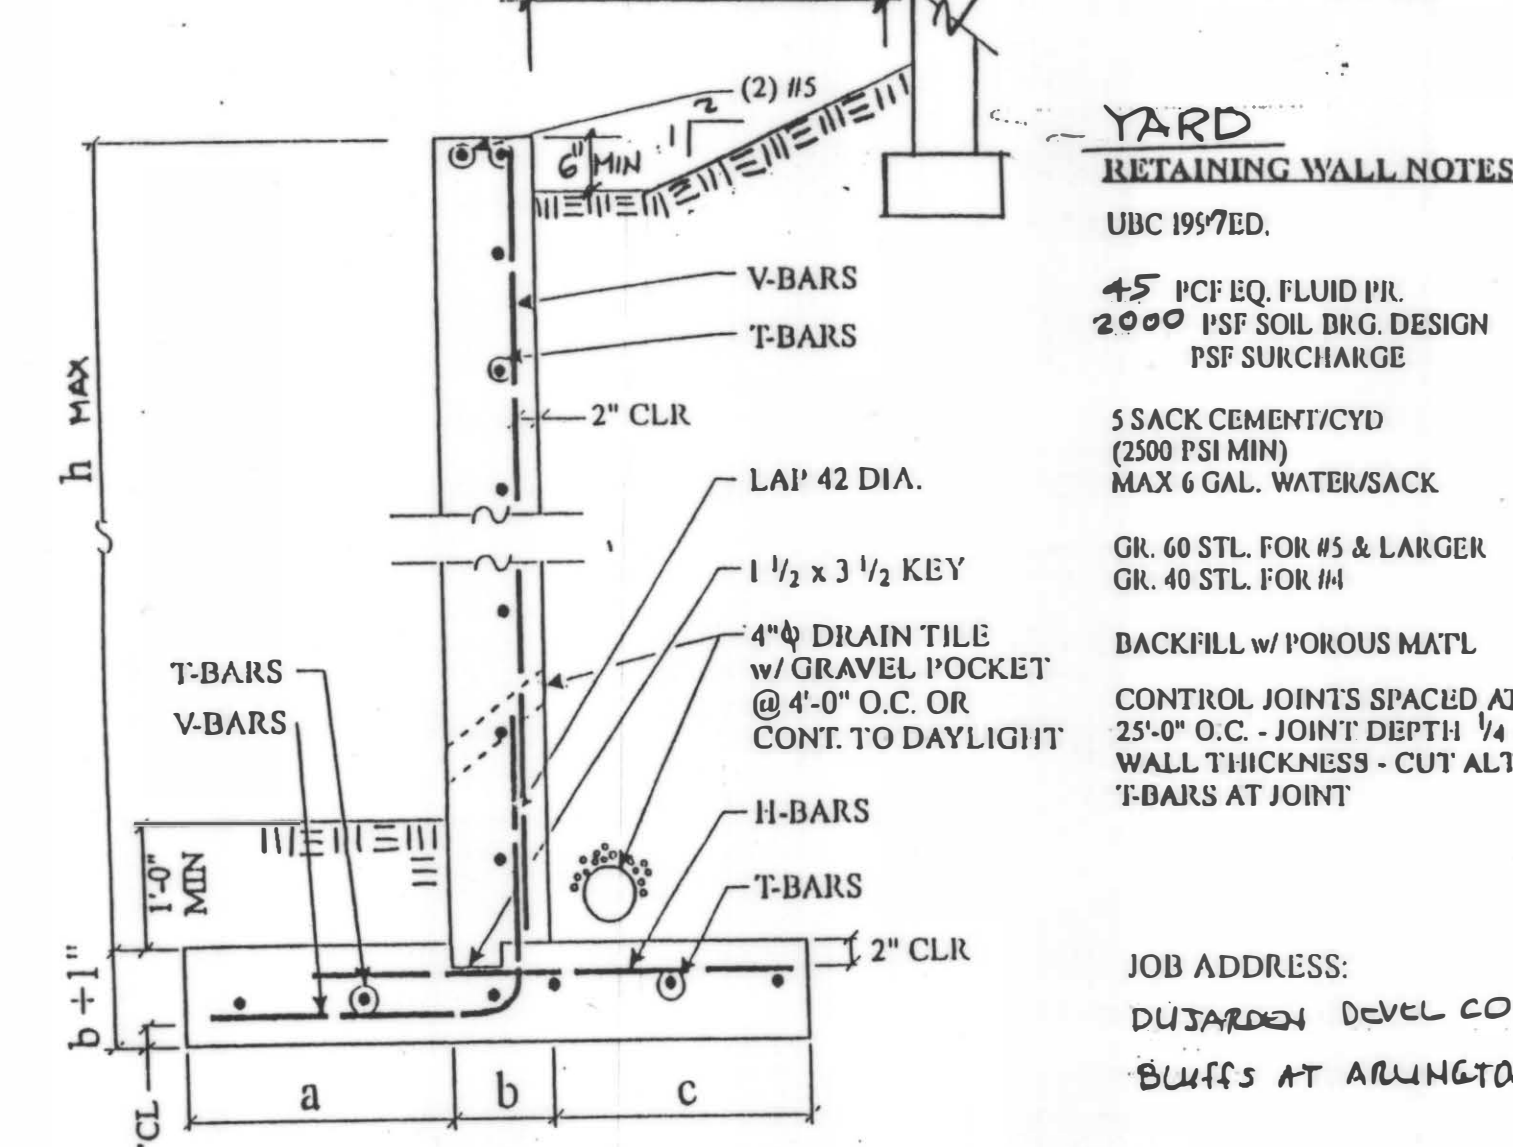 (2) #5
2
1
6" MIN
V-BARS
T-BARS
2" CLR
h MAX
LAP 42 DIA.
1 1/2 x 3 1/2 KEY
4"ϕ DRAIN TILE
w/ GRAVEL POCKET
@ 4'-0" O.C. OR
CONT. TO DAYLIGHT
T-BARS
V-BARS
H-BARS
T-BARS
1'-0"
MIN
2" CLR
b + 1"
CL
a
b
c
YARD
RETAINING WALL NOTES
UBC 1997ED.
45 PCF EQ. FLUID PR.
2000 PSF SOIL BRG. DESIGN
PSF SURCHARGE
5 SACK CEMENT/CYD
(2500 PSI MIN)
MAX 6 GAL. WATER/SACK
GR. 60 STL. FOR #5 & LARGER
GR. 40 STL. FOR #4
BACKFILL w/ POROUS MAT'L
CONTROL JOINTS SPACED AT
25'-0" O.C. - JOINT DEPTH 1/4
WALL THICKNESS - CUT ALT
T-BARS AT JOINT
JOB ADDRESS:
DUJARDEN DEVEL CO
BLUFFS AT ARLINGTO